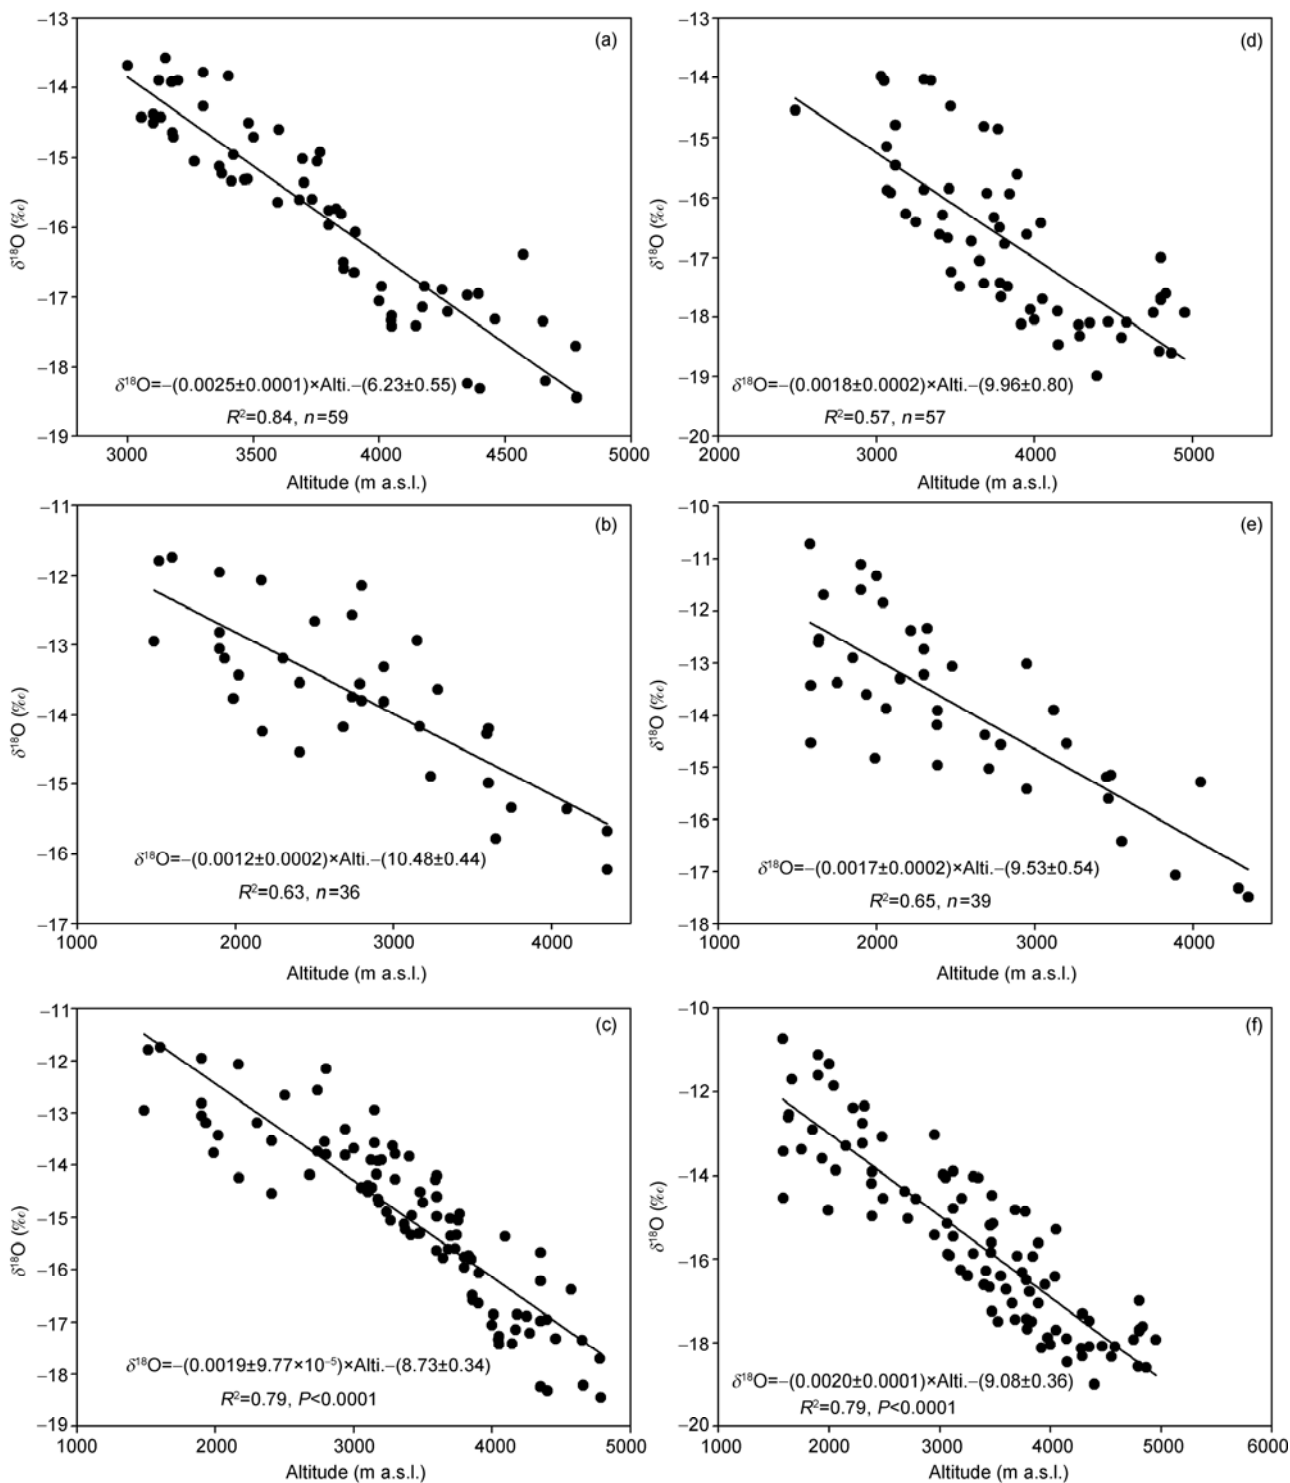 (a)
−13
−14
−15
−16
−17
−18
−19
δ¹⁸O (‰)
δ¹⁸O=−(0.0025±0.0001)×Alti.−(6.23±0.55)
R²=0.84, n=59
3000 3500 4000 4500 5000
Altitude (m a.s.l.)
(d)
−13
−14
−15
−16
−17
−18
−19
−20
δ¹⁸O (‰)
δ¹⁸O=−(0.0018±0.0002)×Alti.−(9.96±0.80)
R²=0.57, n=57
2000 3000 4000 5000
Altitude (m a.s.l.)
(b)
−11
−12
−13
−14
−15
−16
−17
δ¹⁸O (‰)
δ¹⁸O=−(0.0012±0.0002)×Alti.−(10.48±0.44)
R²=0.63, n=36
1000 2000 3000 4000
Altitude (m a.s.l.)
(e)
−10
−11
−12
−13
−14
−15
−16
−17
−18
δ¹⁸O (‰)
δ¹⁸O=−(0.0017±0.0002)×Alti.−(9.53±0.54)
R²=0.65, n=39
1000 2000 3000 4000
Altitude (m a.s.l.)
(c)
−11
−12
−13
−14
−15
−16
−17
−18
−19
δ¹⁸O (‰)
δ¹⁸O=−(0.0019±9.77×10⁻⁵)×Alti.−(8.73±0.34)
R²=0.79, P<0.0001
1000 2000 3000 4000 5000
Altitude (m a.s.l.)
(f)
−10
−12
−14
−16
−18
−20
δ¹⁸O (‰)
δ¹⁸O=−(0.0020±0.0001)×Alti.−(9.08±0.36)
R²=0.79, P<0.0001
1000 2000 3000 4000 5000 6000
Altitude (m a.s.l.)